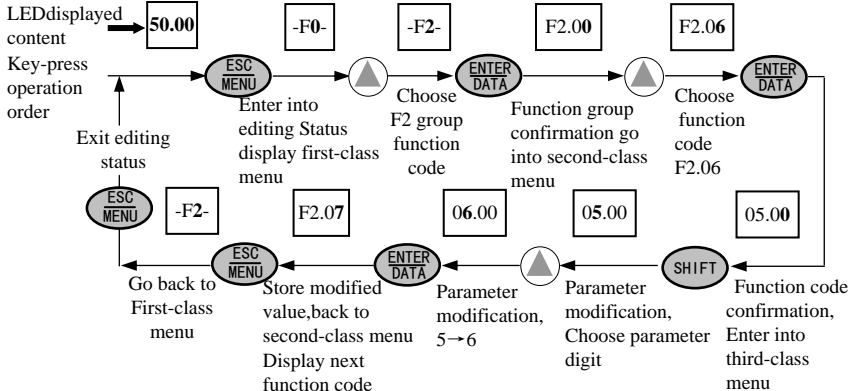 LEDdisplayed
content
50.00
-F0-
-F2-
F2.00
F2.06
Key-press
operation
order
ESC
MENU
ENTER
DATA
ENTER
DATA
Enter into
editing Status
display first-class
menu
Choose
F2 group
function
code
Function group
confirmation go
into second-class
menu
Choose
function
code
F2.06
Exit editing
status
ESC
MENU
-F2-
F2.07
06.00
05.00
05.00
ESC
MENU
ENTER
DATA
SHIFT
Go back to
First-class
menu
Store modified
value,back to
second-class menu
Display next
function code
Parameter
modification,
5→6
Parameter
modification,
Choose parameter
digit
Function code
confirmation,
Enter into
third-class
menu